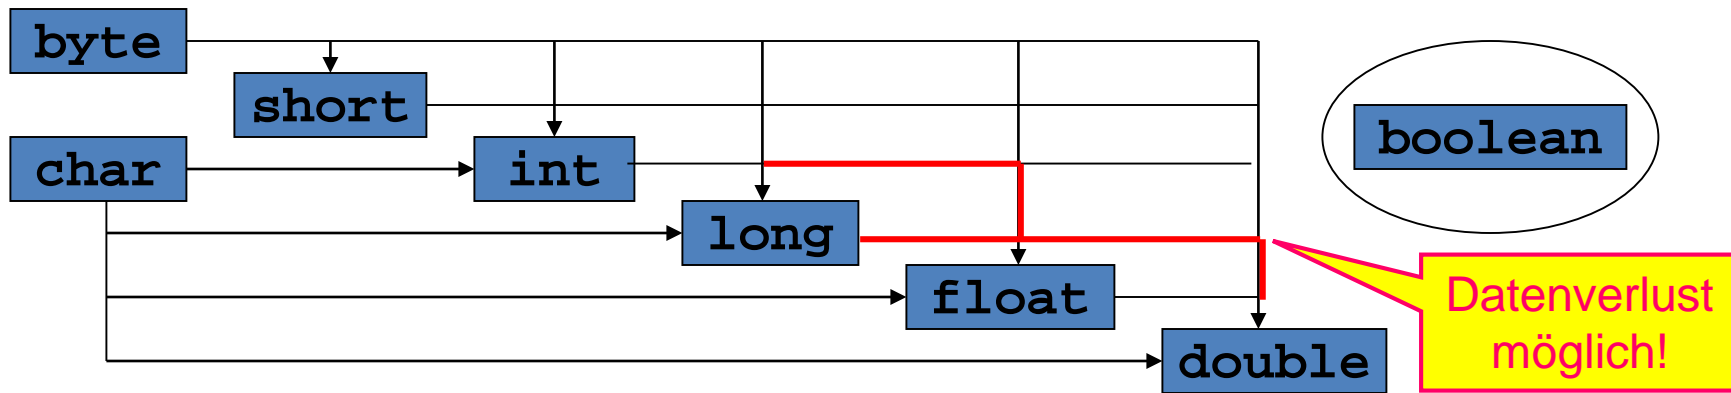 byte
short
char
int
boolean
long
float
double
Datenverlust
möglich!